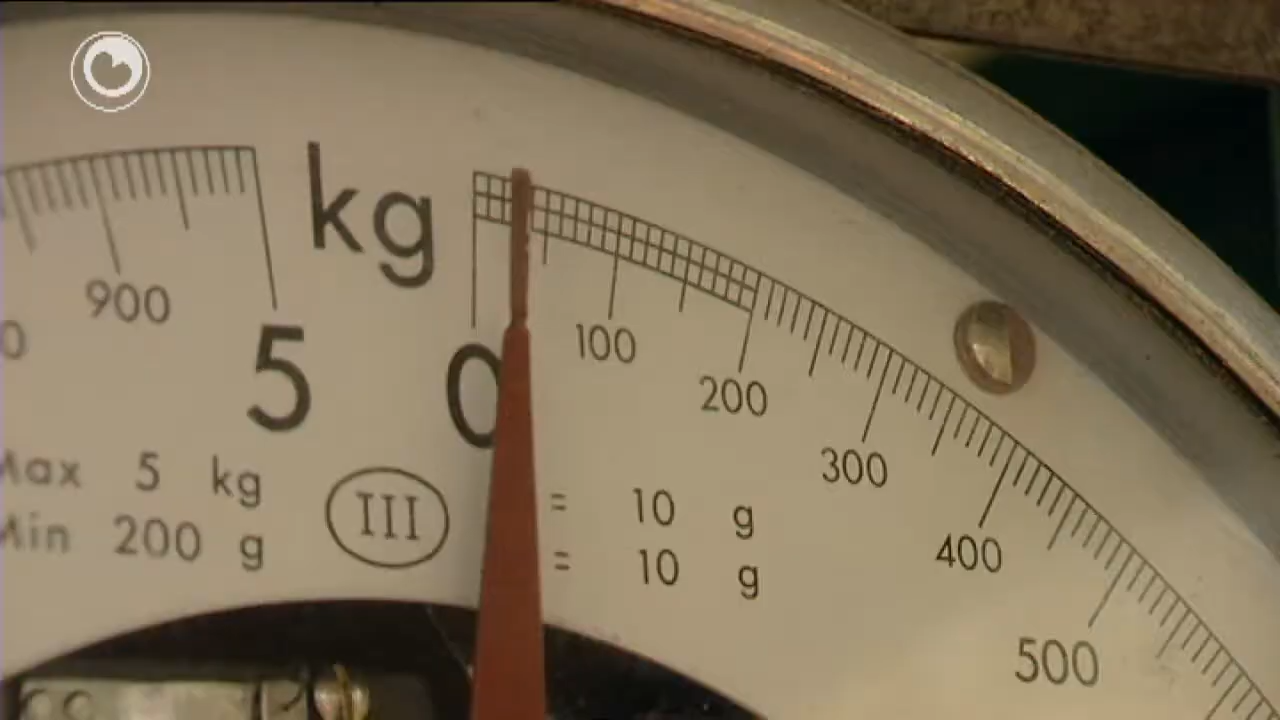 kg
900
5
0
100
200
300
400
500
Max 5 kg
Min 200 g
III
= 10 g
= 10 g